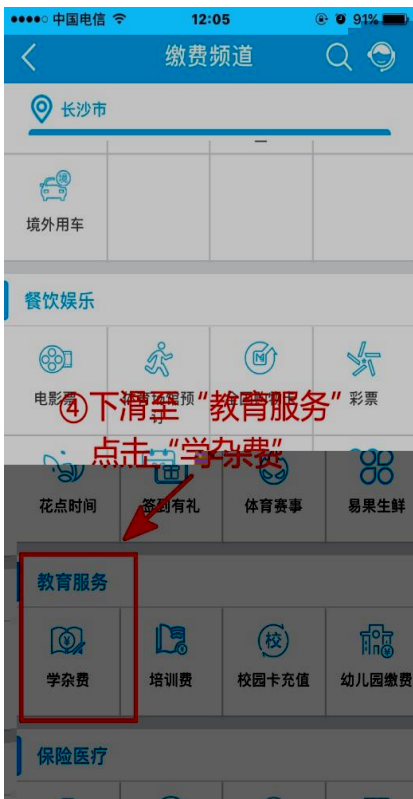 中国电信 12:05 91%
缴费频道
长沙市
境外用车
餐饮娱乐
电影票 彩票
④下滑至“教育服务”
点击“学杂费”
花点时间 签到有礼 体育赛事 易果生鲜
教育服务
学杂费 培训费 校园卡充值 幼儿园缴费
保险医疗